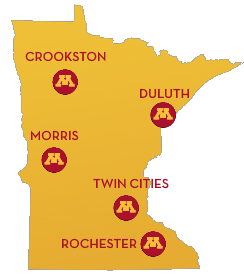 CROOKSTON
DULUTH
MORRIS
TWIN CITIES
ROCHESTER